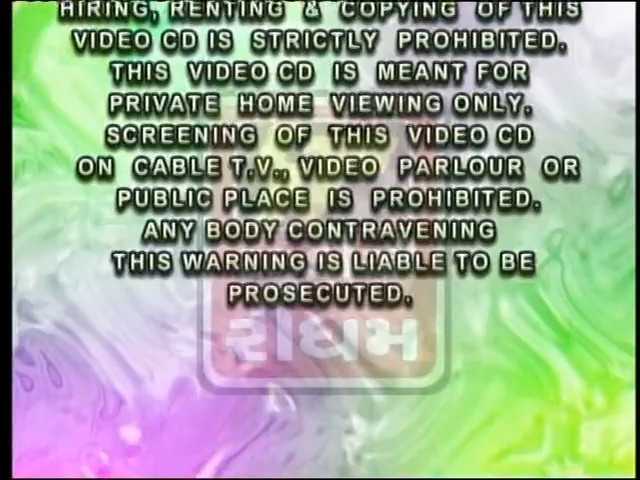 HIRING, RENTING & COPYING OF THIS
VIDEO CD IS STRICTLY PROHIBITED.
THIS VIDEO CD IS MEANT FOR
PRIVATE HOME VIEWING ONLY.
SCREENING OF THIS VIDEO CD
ON CABLE T.V., VIDEO PARLOUR OR
PUBLIC PLACE IS PROHIBITED.
ANY BODY CONTRAVENING
THIS WARNING IS LIABLE TO BE
PROSECUTED.
રાધામ